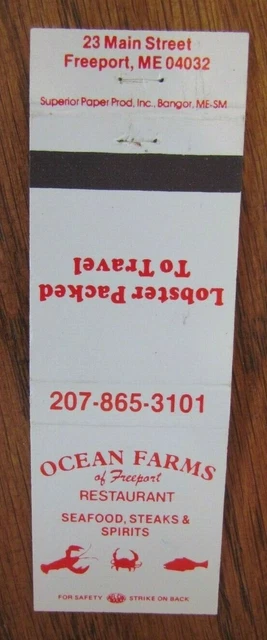 23 Main Street
Freeport, ME 04032
Superior Paper Prod., Inc., Bangor, ME-SM
Lobster Packed
To Travel
207-865-3101
OCEAN FARMS
of Freeport
RESTAURANT
SEAFOOD, STEAKS &
SPIRITS
FOR SAFETY STRIKE ON BACK